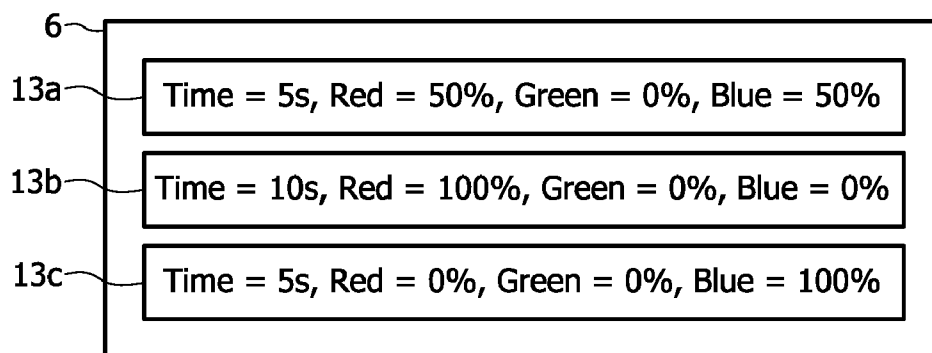 6
13a Time = 5s, Red = 50%, Green = 0%, Blue = 50%
13b Time = 10s, Red = 100%, Green = 0%, Blue = 0%
13c Time = 5s, Red = 0%, Green = 0%, Blue = 100%